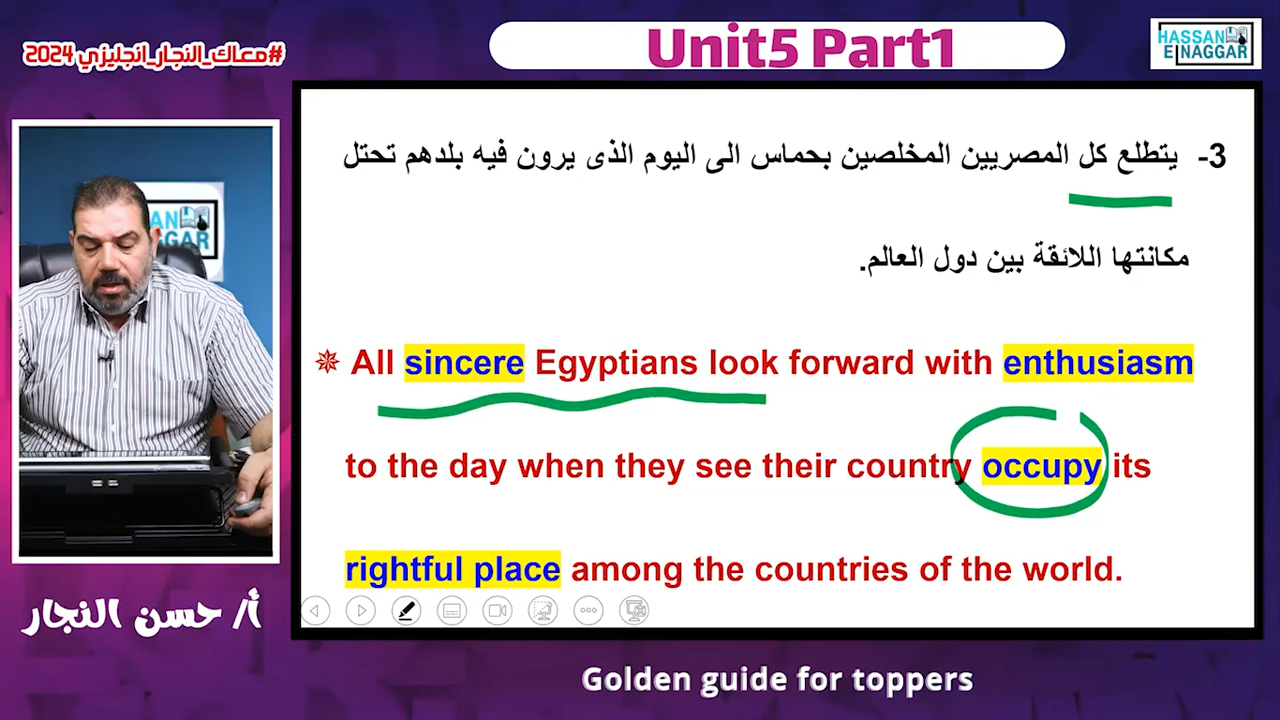 #معاك_النجار_انجليزي 2024
Unit5 Part1
HASSAN
ElNAGGAR
3- يتطلع كل المصريين المخلصين بحماس الى اليوم الذى يرون فيه بلدهم تحتل
مكانتها اللائقة بين دول العالم.
All sincere Egyptians look forward with enthusiasm
to the day when they see their country occupy its
rightful place among the countries of the world.
أ/ حسن النجار
Golden guide for toppers